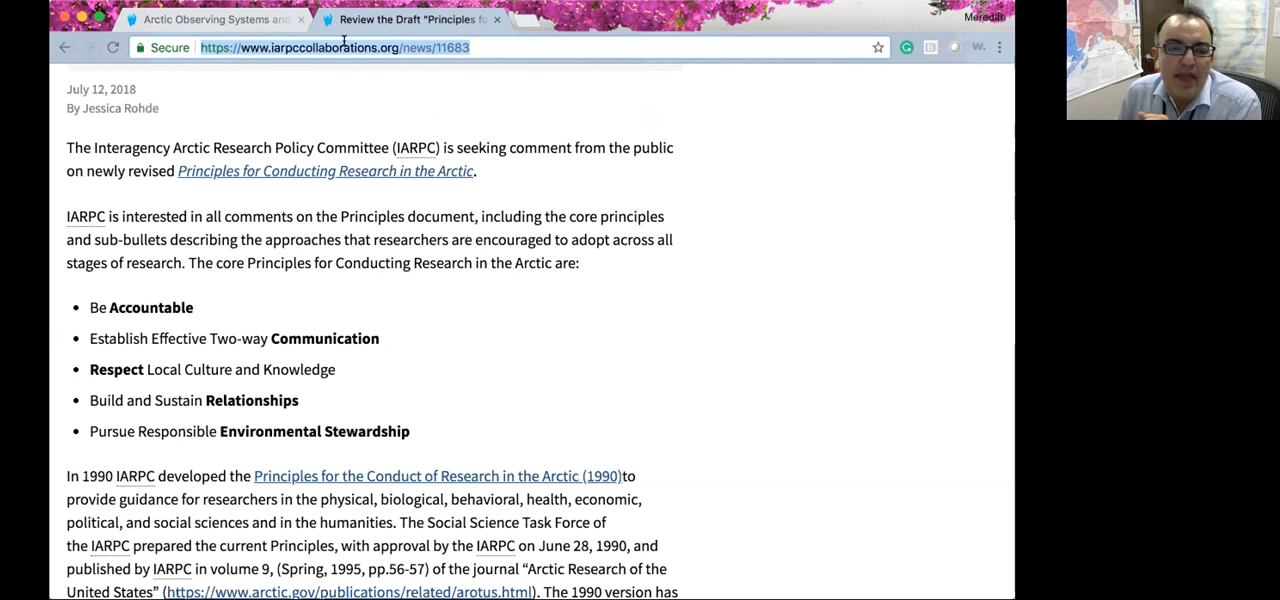 Arctic Observing Systems and
Review the Draft "Principles fo
Meredith
Secure https://www.iarpccollaborations.org/news/11683
July 12, 2018
By Jessica Rohde
The Interagency Arctic Research Policy Committee (IARPC) is seeking comment from the public
on newly revised Principles for Conducting Research in the Arctic.
IARPC is interested in all comments on the Principles document, including the core principles
and sub-bullets describing the approaches that researchers are encouraged to adopt across all
stages of research. The core Principles for Conducting Research in the Arctic are:
• Be Accountable
• Establish Effective Two-way Communication
• Respect Local Culture and Knowledge
• Build and Sustain Relationships
• Pursue Responsible Environmental Stewardship
In 1990 IARPC developed the Principles for the Conduct of Research in the Arctic (1990)to
provide guidance for researchers in the physical, biological, behavioral, health, economic,
political, and social sciences and in the humanities. The Social Science Task Force of
the IARPC prepared the current Principles, with approval by the IARPC on June 28, 1990, and
published by IARPC in volume 9, (Spring, 1995, pp.56-57) of the journal “Arctic Research of the
United States” (https://www.arctic.gov/publications/related/arotus.html). The 1990 version has